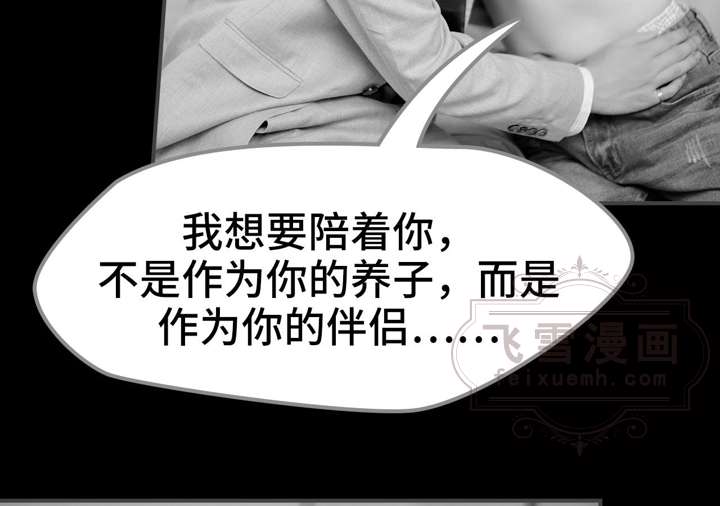 我想要陪着你，
不是作为你的养子，而是
作为你的伴侣……
飞雪漫画
feixuemh.com